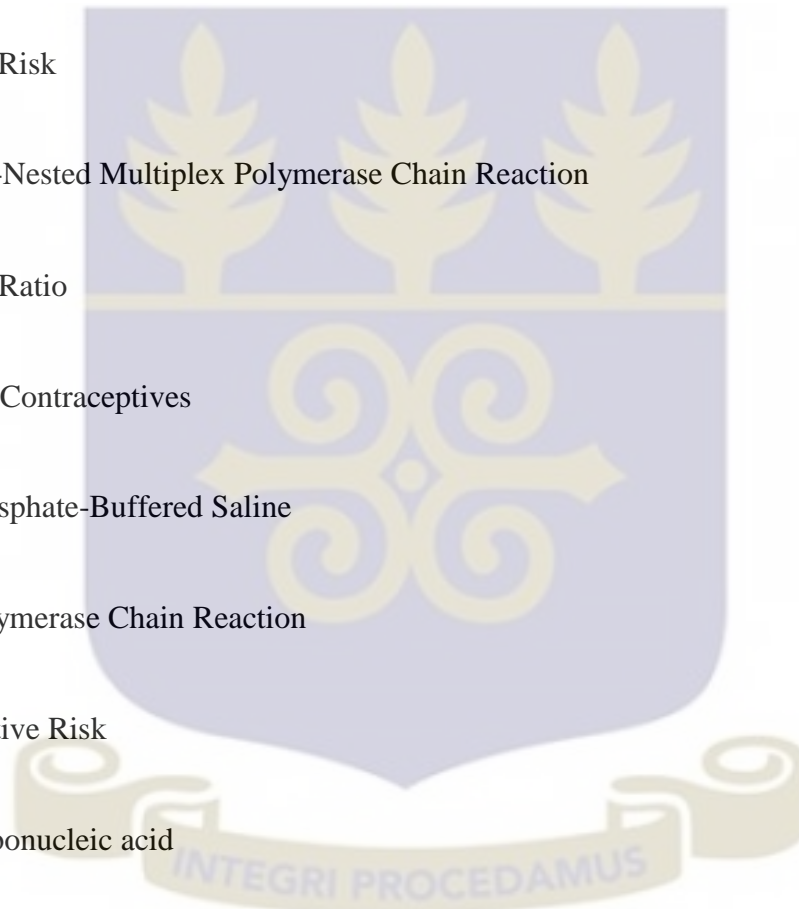 Risk
-Nested Multiplex Polymerase Chain Reaction
Ratio
Contraceptives
sphate-Buffered Saline
ymerase Chain Reaction
tive Risk
bonucleic acid
INTEGRI PROCEDAMUS